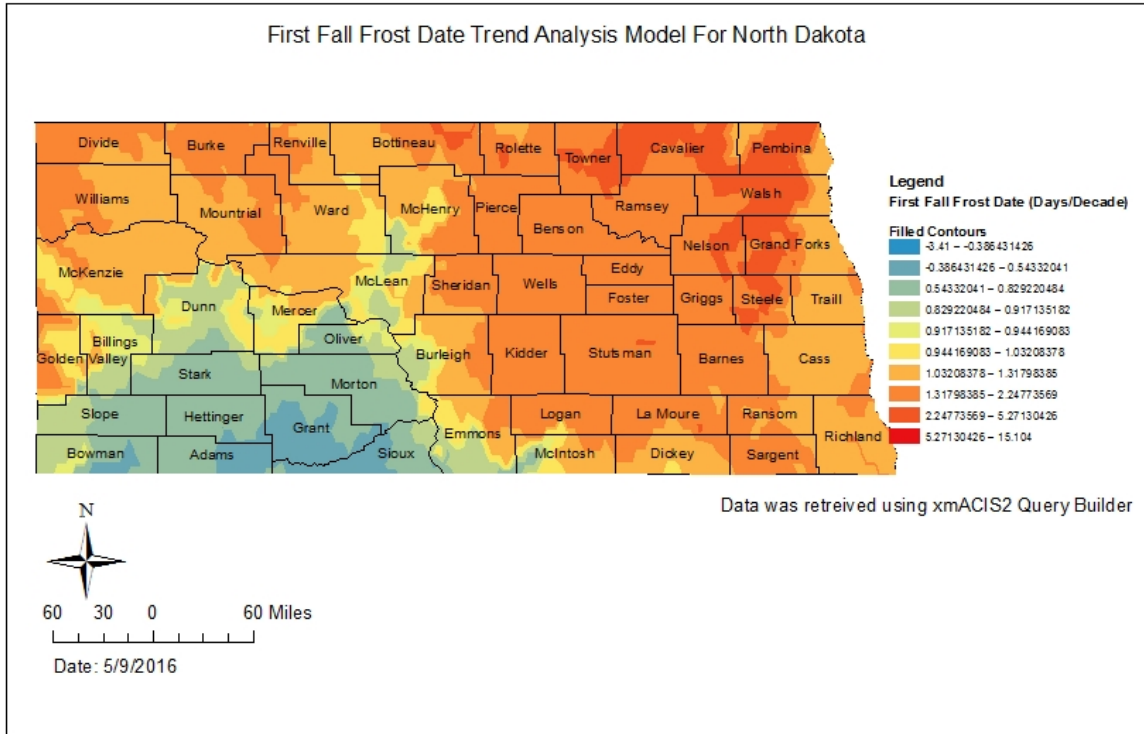 First Fall Frost Date Trend Analysis Model For North Dakota
Divide
Burke
Renville
Bottineau
Rolette
Towner
Cavalier
Pembina
Williams
Mountrial
Ward
McHenry
Pierce
Benson
Ramsey
Walsh
McKenzie
Dunn
Mercer
McLean
Sheridan
Wells
Eddy
Foster
Nelson
Grand Forks
Griggs
Steele
Traill
Golden Valley
Billings
Stark
Oliver
Morton
Burleigh
Kidder
Stutsman
Barnes
Cass
Slope
Hettinger
Grant
Emmons
Logan
La Moure
Ransom
Richland
Bowman
Adams
Sioux
McIntosh
Dickey
Sargent
Legend
First Fall Frost Date (Days/Decade)
Filled Contours
-3.41 – -0.386431426
-0.386431426 – 0.54332041
0.54332041 – 0.829220484
0.829220484 – 0.917135182
0.917135182 – 0.944169083
0.944169083 – 1.03208378
1.03208378 – 1.31798385
1.31798385 – 2.24773569
2.24773569 – 5.27130426
5.27130426 – 15.104
Data was retreived using xmACIS2 Query Builder
N
60 30 0 60 Miles
Date: 5/9/2016